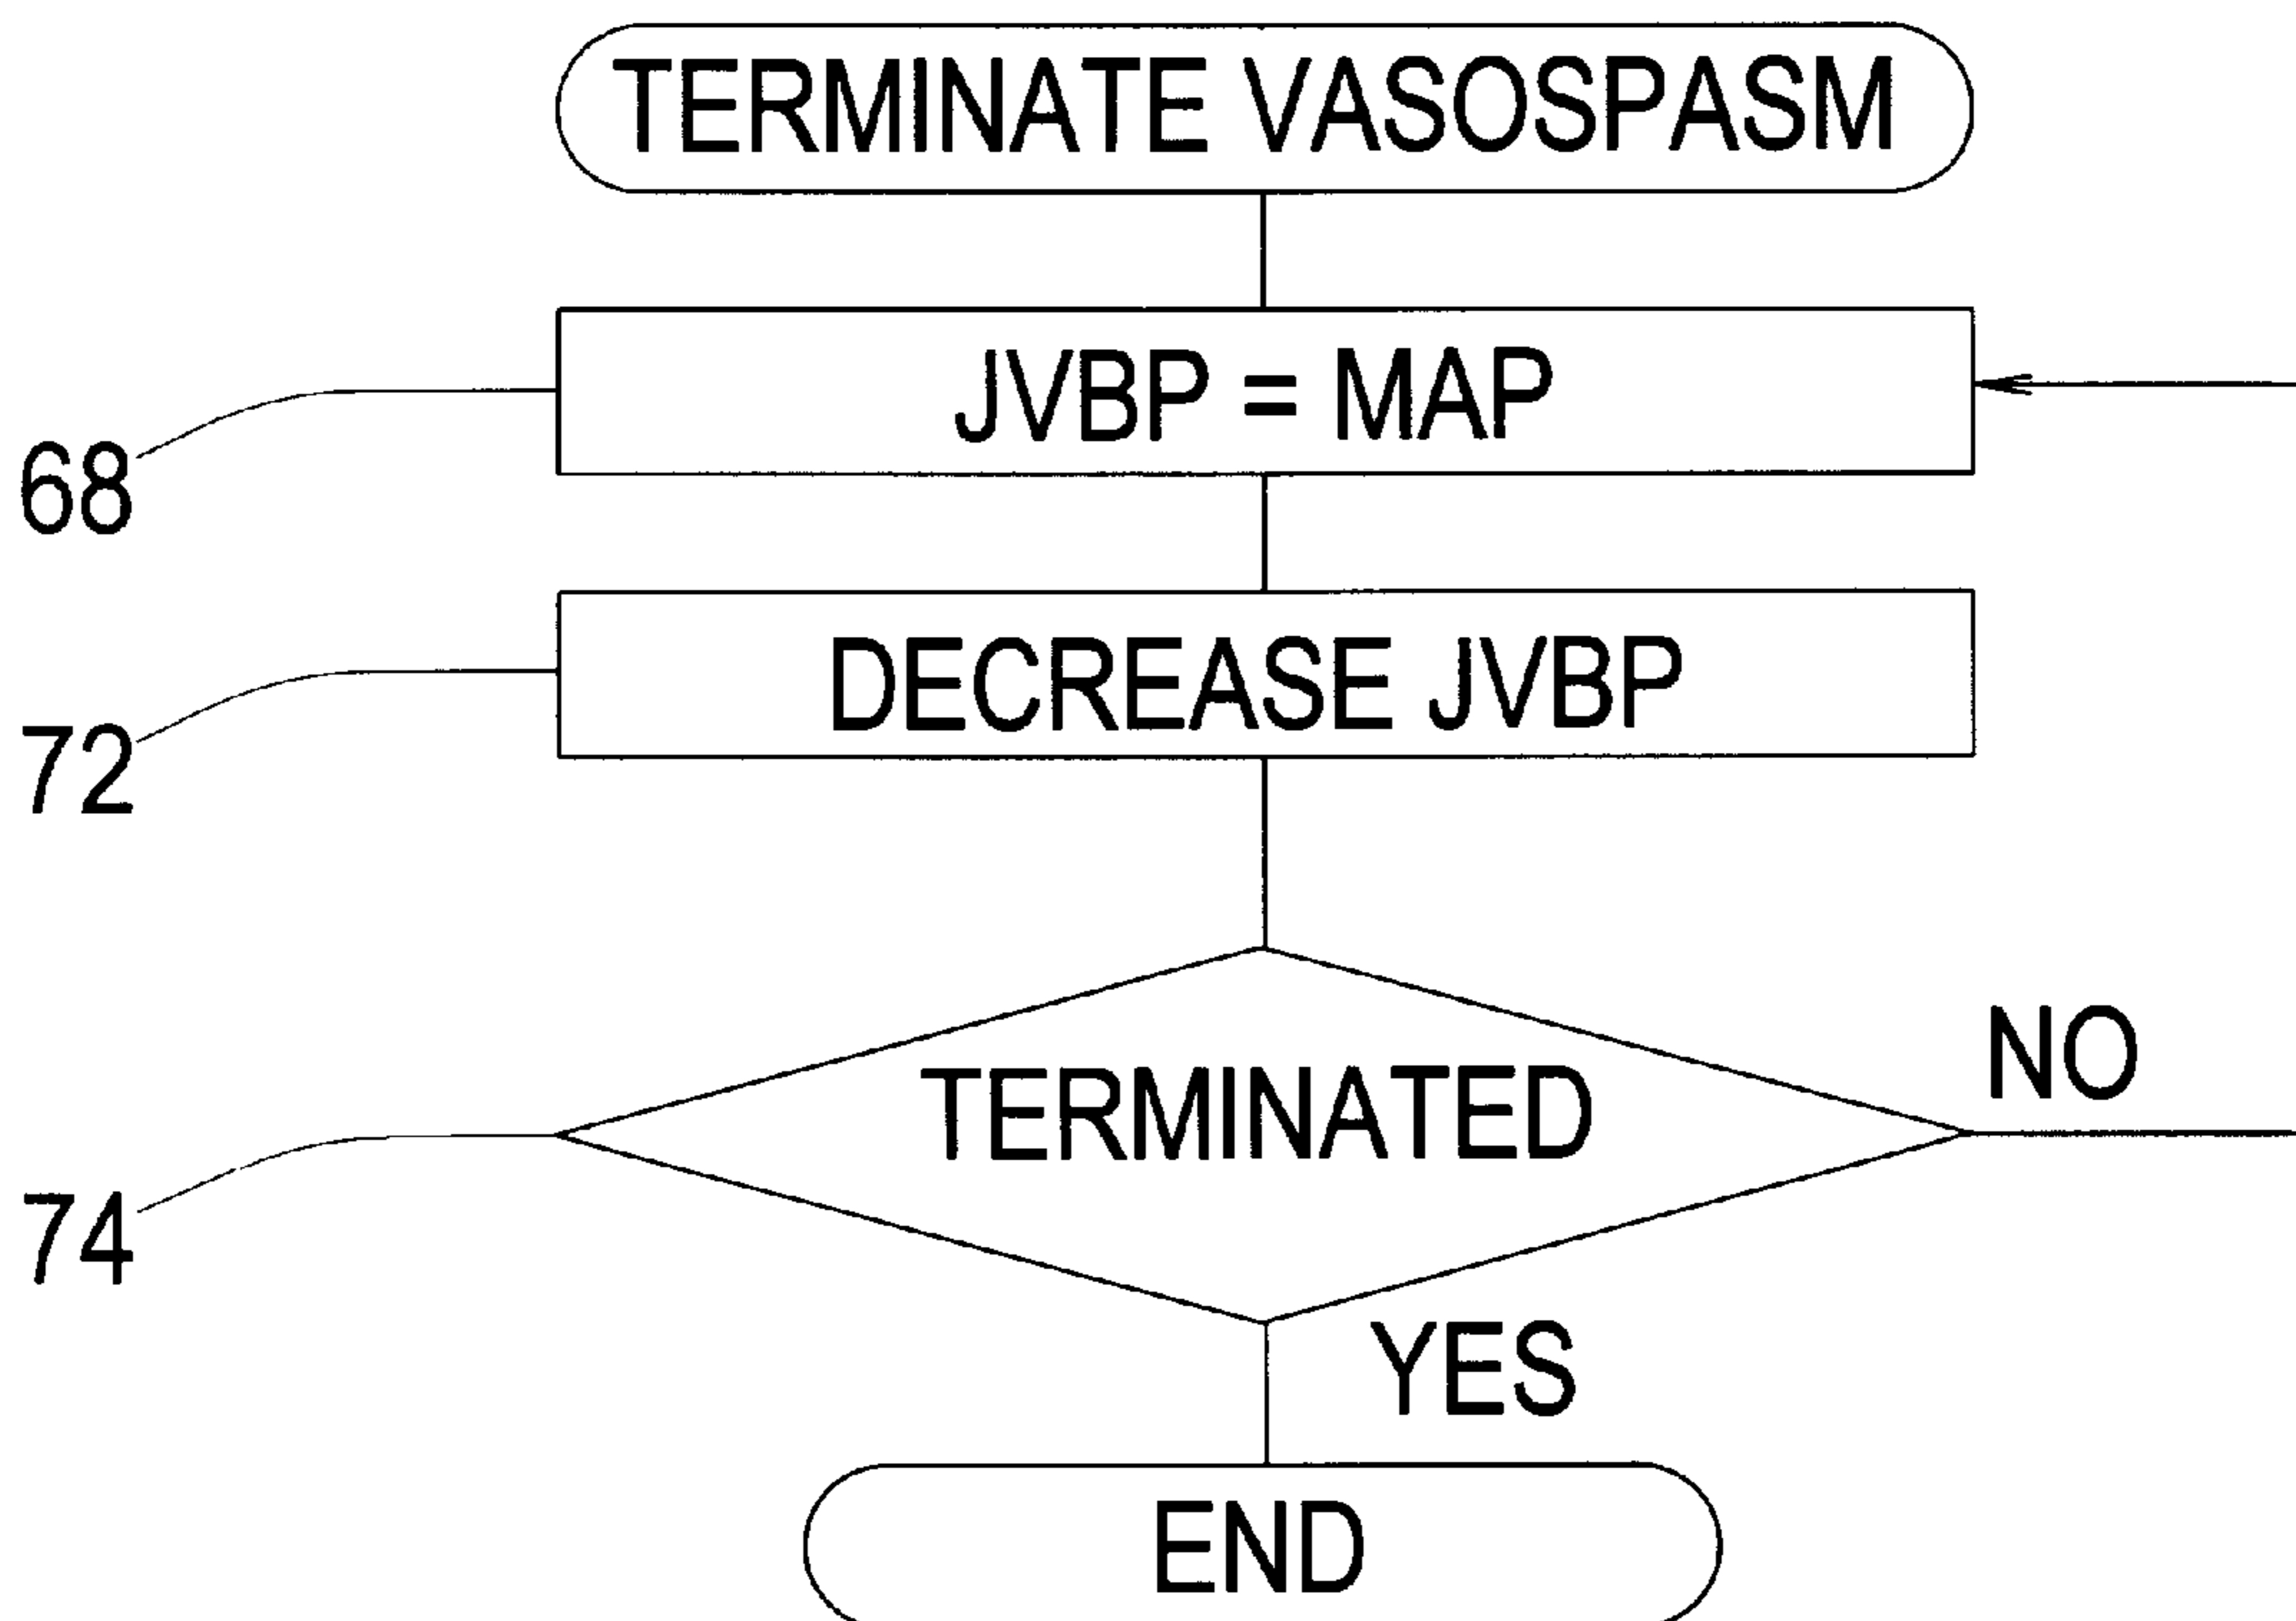 TERMINATE VASOSPASM
JVBP = MAP
68
DECREASE JVBP
72
TERMINATED
NO
74
YES
END